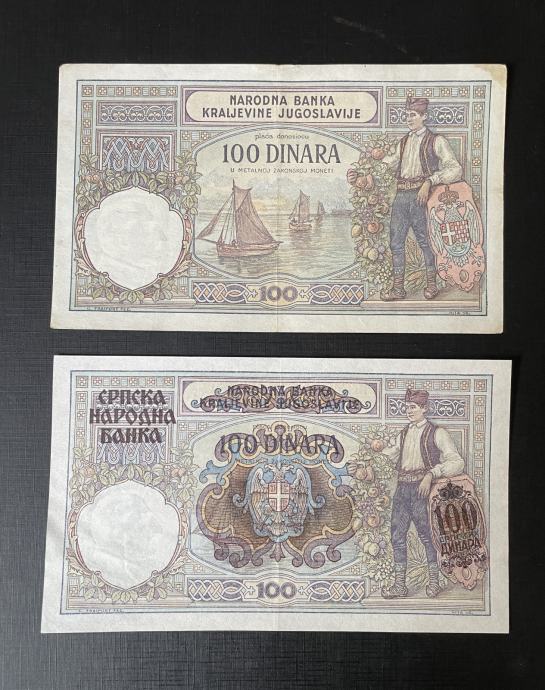 NARODNA BANKA
KRALJEVINE JUGOSLAVIJE
plaća donosiocu
100 DINARA
U METALNOJ ZAKONSKOJ MONETI
100
СРПСКА
НАРОДНА
БАНКА
NARODNA BANKA
KRALJEVINE JUGOSLAVIJE
100 DINARA
100
ДИНАРА
100